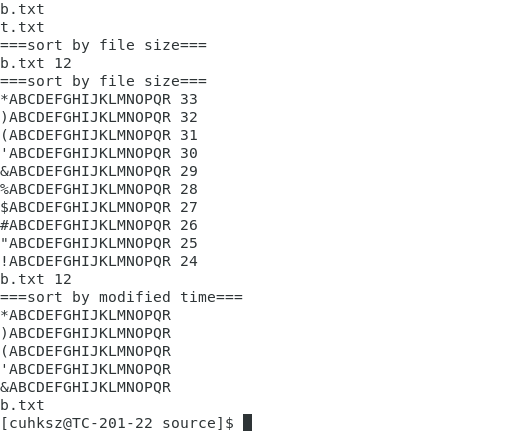 b.txt
t.txt
===sort by file size===
b.txt 12
===sort by file size===
*ABCDEFGHIJKLMNOPQR 33
)ABCDEFGHIJKLMNOPQR 32
(ABCDEFGHIJKLMNOPQR 31
'ABCDEFGHIJKLMNOPQR 30
&ABCDEFGHIJKLMNOPQR 29
%ABCDEFGHIJKLMNOPQR 28
$ABCDEFGHIJKLMNOPQR 27
#ABCDEFGHIJKLMNOPQR 26
"ABCDEFGHIJKLMNOPQR 25
!ABCDEFGHIJKLMNOPQR 24
b.txt 12
===sort by modified time===
*ABCDEFGHIJKLMNOPQR
)ABCDEFGHIJKLMNOPQR
(ABCDEFGHIJKLMNOPQR
'ABCDEFGHIJKLMNOPQR
&ABCDEFGHIJKLMNOPQR
b.txt
[cuhksz@TC-201-22 source]$